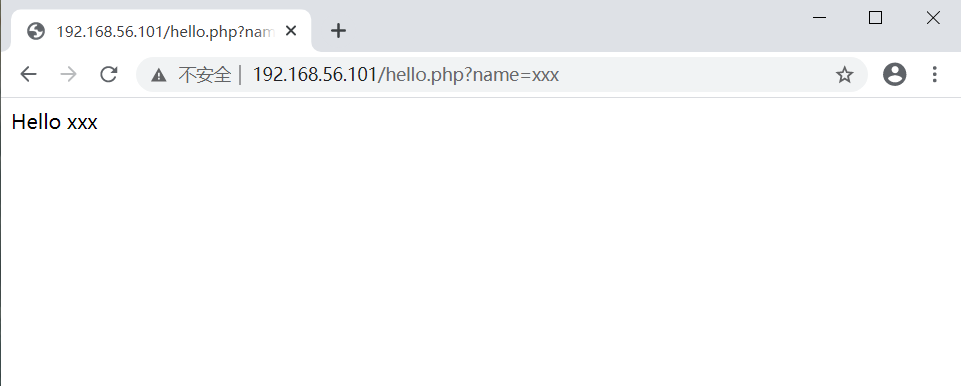 192.168.56.101/hello.php?nam
不安全 | 192.168.56.101/hello.php?name=xxx
Hello xxx